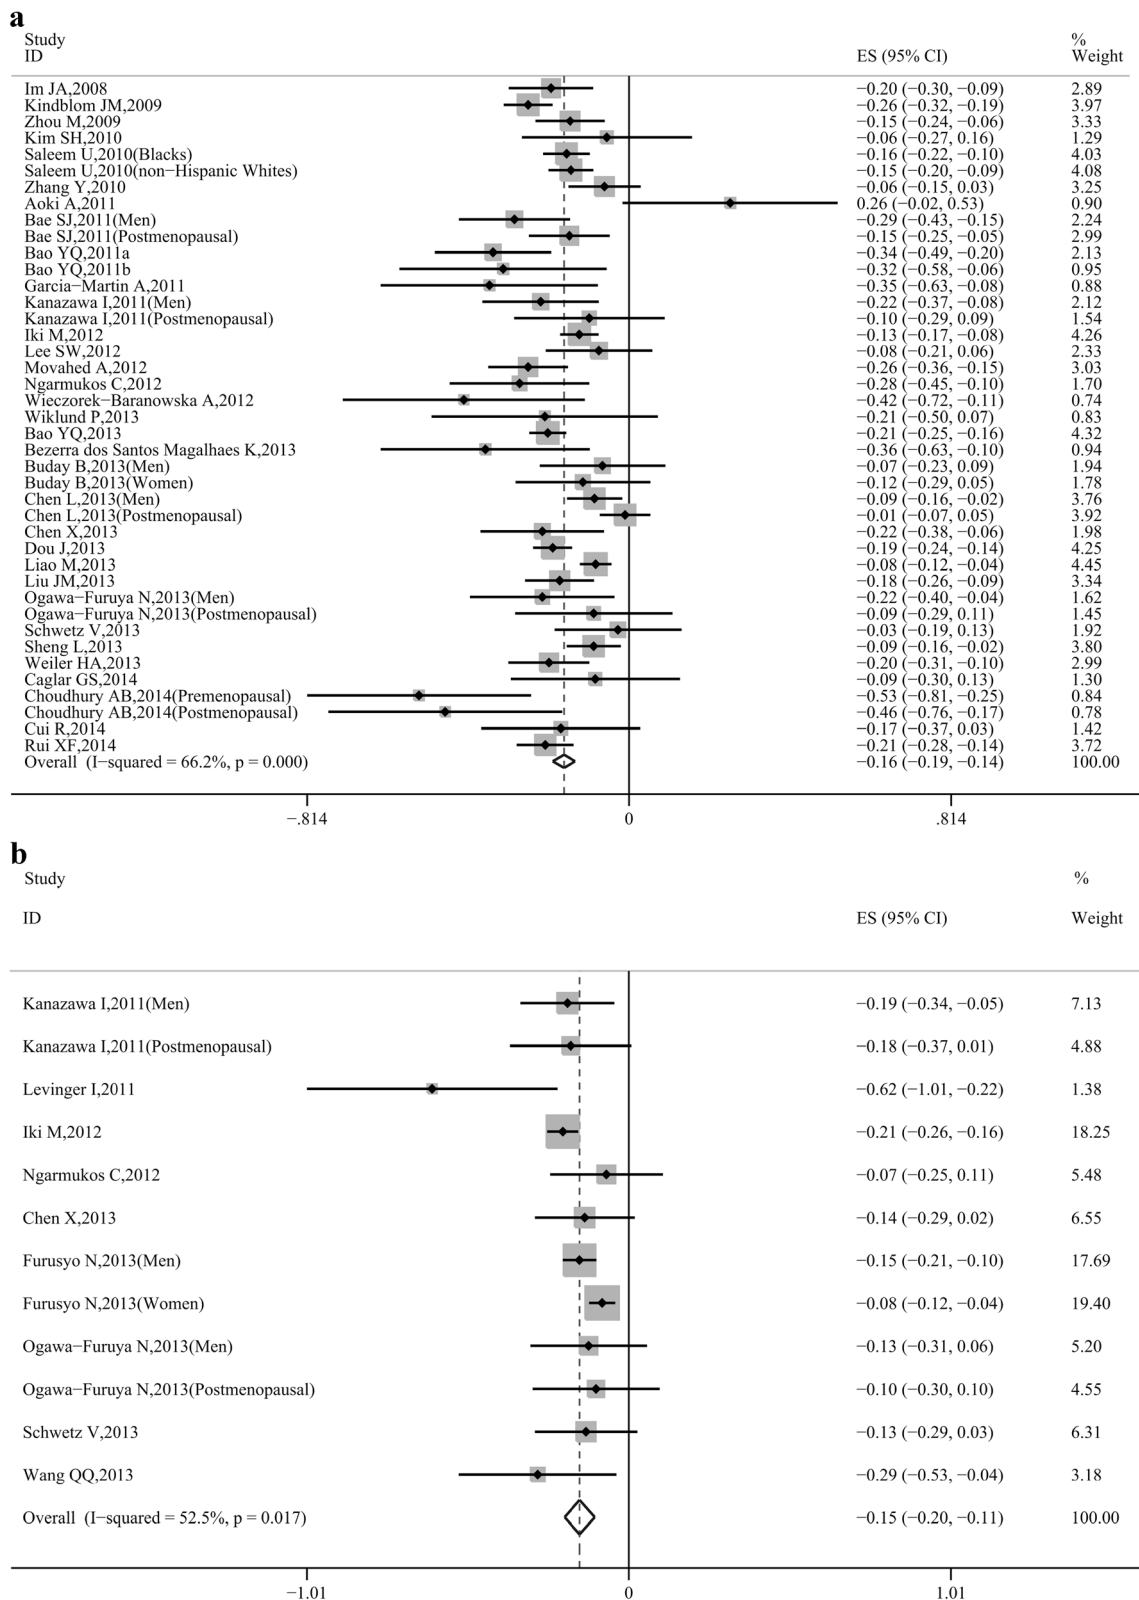 a
Study %
ID ES (95% CI) Weight
Im JA,2008 −0.20 (−0.30, −0.09) 2.89
Kindblom JM,2009 −0.26 (−0.32, −0.19) 3.97
Zhou M,2009 −0.15 (−0.24, −0.06) 3.33
Kim SH,2010 −0.06 (−0.27, 0.16) 1.29
Saleem U,2010(Blacks) −0.16 (−0.22, −0.10) 4.03
Saleem U,2010(non−Hispanic Whites) −0.15 (−0.20, −0.09) 4.08
Zhang Y,2010 −0.06 (−0.15, 0.03) 3.25
Aoki A,2011 0.26 (−0.02, 0.53) 0.90
Bae SJ,2011(Men) −0.29 (−0.43, −0.15) 2.24
Bae SJ,2011(Postmenopausal) −0.15 (−0.25, −0.05) 2.99
Bao YQ,2011a −0.34 (−0.49, −0.20) 2.13
Bao YQ,2011b −0.32 (−0.58, −0.06) 0.95
Garcia−Martin A,2011 −0.35 (−0.63, −0.08) 0.88
Kanazawa I,2011(Men) −0.22 (−0.37, −0.08) 2.12
Kanazawa I,2011(Postmenopausal) −0.10 (−0.29, 0.09) 1.54
Iki M,2012 −0.13 (−0.17, −0.08) 4.26
Lee SW,2012 −0.08 (−0.21, 0.06) 2.33
Movahed A,2012 −0.26 (−0.36, −0.15) 3.03
Ngarmukos C,2012 −0.28 (−0.45, −0.10) 1.70
Wieczorek−Baranowska A,2012 −0.42 (−0.72, −0.11) 0.74
Wiklund P,2013 −0.21 (−0.50, 0.07) 0.83
Bao YQ,2013 −0.21 (−0.25, −0.16) 4.32
Bezerra dos Santos Magalhaes K,2013 −0.36 (−0.63, −0.10) 0.94
Buday B,2013(Men) −0.07 (−0.23, 0.09) 1.94
Buday B,2013(Women) −0.12 (−0.29, 0.05) 1.78
Chen L,2013(Men) −0.09 (−0.16, −0.02) 3.76
Chen L,2013(Postmenopausal) −0.01 (−0.07, 0.05) 3.92
Chen X,2013 −0.22 (−0.38, −0.06) 1.98
Dou J,2013 −0.19 (−0.24, −0.14) 4.25
Liao M,2013 −0.08 (−0.12, −0.04) 4.45
Liu JM,2013 −0.18 (−0.26, −0.09) 3.34
Ogawa−Furuya N,2013(Men) −0.22 (−0.40, −0.04) 1.62
Ogawa−Furuya N,2013(Postmenopausal) −0.09 (−0.29, 0.11) 1.45
Schwetz V,2013 −0.03 (−0.19, 0.13) 1.92
Sheng L,2013 −0.09 (−0.16, −0.02) 3.80
Weiler HA,2013 −0.20 (−0.31, −0.10) 2.99
Caglar GS,2014 −0.09 (−0.30, 0.13) 1.30
Choudhury AB,2014(Premenopausal) −0.53 (−0.81, −0.25) 0.84
Choudhury AB,2014(Postmenopausal) −0.46 (−0.76, −0.17) 0.78
Cui R,2014 −0.17 (−0.37, 0.03) 1.42
Rui XF,2014 −0.21 (−0.28, −0.14) 3.72
Overall (I−squared = 66.2%, p = 0.000) −0.16 (−0.19, −0.14) 100.00
−.814 0 .814
b
Study %
ID ES (95% CI) Weight
Kanazawa I,2011(Men) −0.19 (−0.34, −0.05) 7.13
Kanazawa I,2011(Postmenopausal) −0.18 (−0.37, 0.01) 4.88
Levinger I,2011 −0.62 (−1.01, −0.22) 1.38
Iki M,2012 −0.21 (−0.26, −0.16) 18.25
Ngarmukos C,2012 −0.07 (−0.25, 0.11) 5.48
Chen X,2013 −0.14 (−0.29, 0.02) 6.55
Furusyo N,2013(Men) −0.15 (−0.21, −0.10) 17.69
Furusyo N,2013(Women) −0.08 (−0.12, −0.04) 19.40
Ogawa−Furuya N,2013(Men) −0.13 (−0.31, 0.06) 5.20
Ogawa−Furuya N,2013(Postmenopausal) −0.10 (−0.30, 0.10) 4.55
Schwetz V,2013 −0.13 (−0.29, 0.03) 6.31
Wang QQ,2013 −0.29 (−0.53, −0.04) 3.18
Overall (I−squared = 52.5%, p = 0.017) −0.15 (−0.20, −0.11) 100.00
−1.01 0 1.01